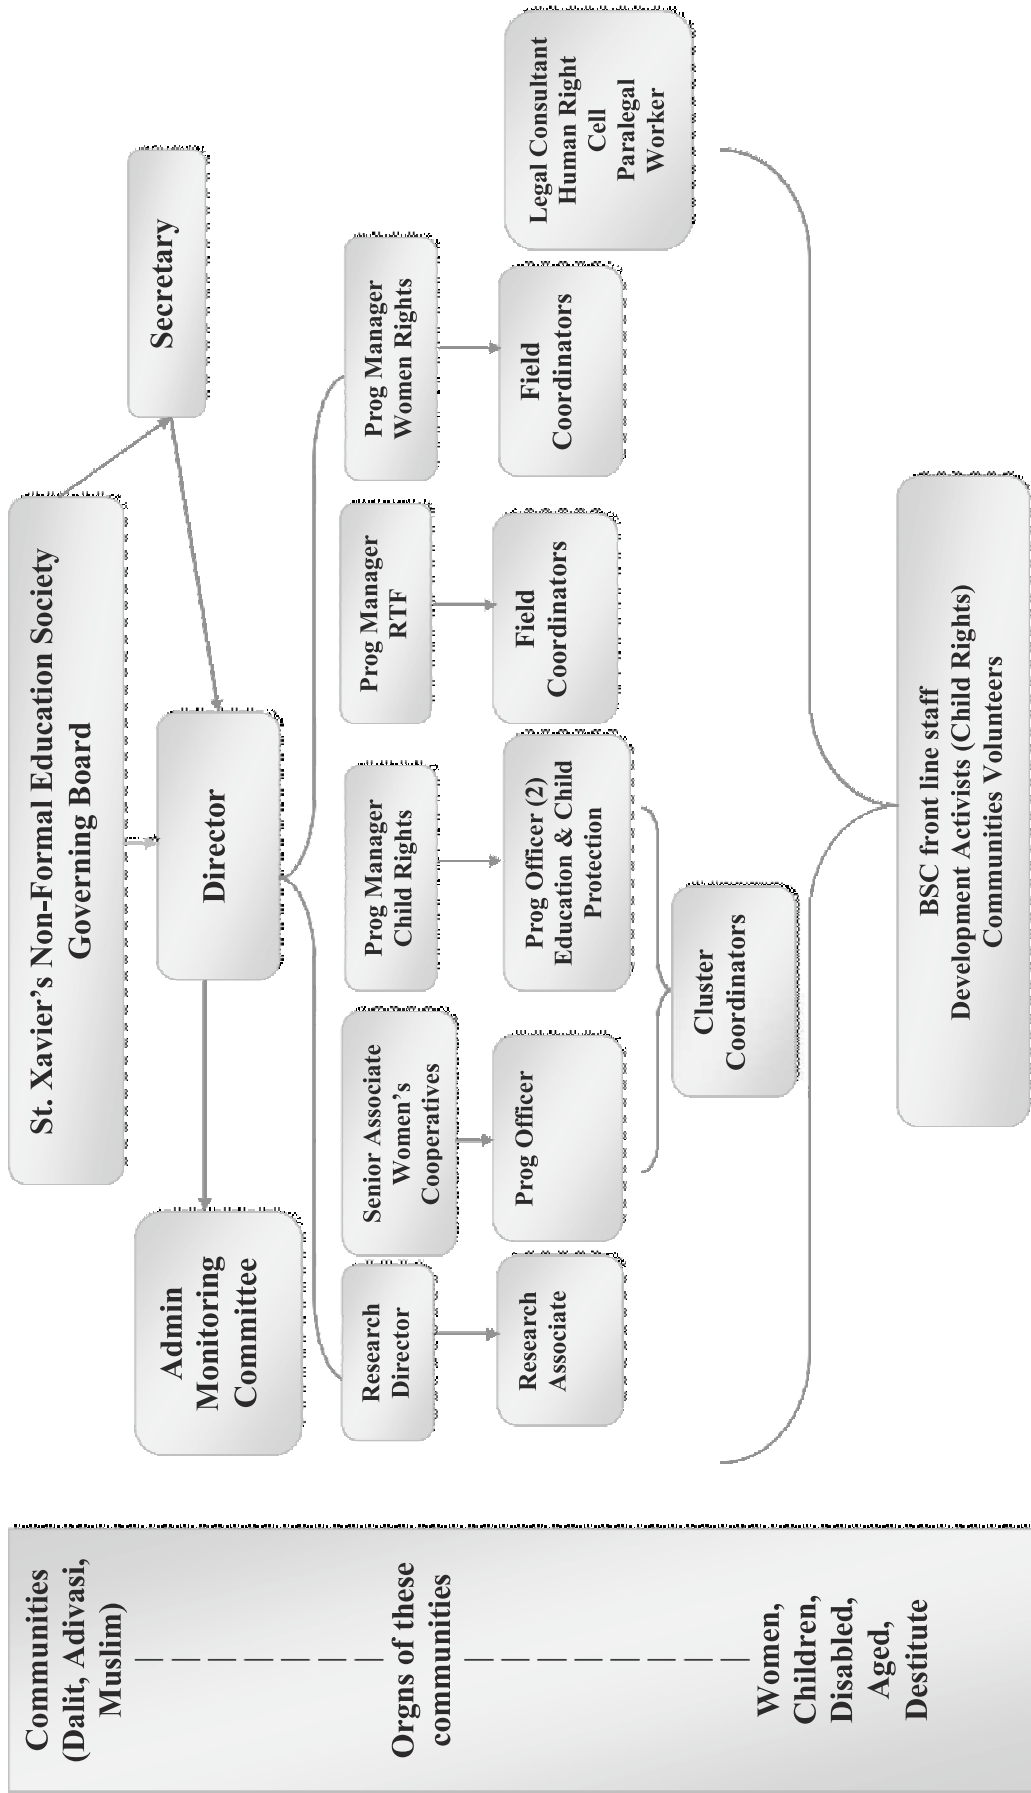 Communities
(Dalit, Adivasi,
Muslim)
Orgns of these
communities
Women,
Children,
Disabled,
Aged,
Destitute
St. Xavier’s Non-Formal Education Society
Governing Board
Secretary
Director
Admin
Monitoring
Committee
Research
Director
Senior Associate
Women’s
Cooperatives
Prog Manager
Child Rights
Prog Manager
RTF
Prog Manager
Women Rights
Research
Associate
Prog Officer
Prog Officer (2)
Education & Child
Protection
Field
Coordinators
Field
Coordinators
Legal Consultant
Human Right
Cell
Paralegal
Worker
Cluster
Coordinators
BSC front line staff
Development Activists (Child Rights)
Communities Volunteers